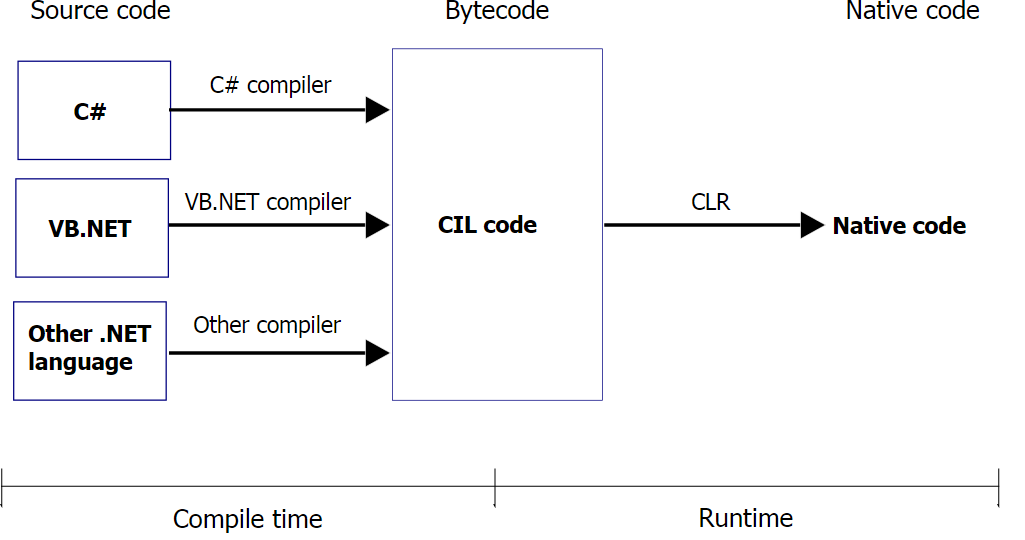 Source code
Bytecode
Native code
C# compiler
C#
VB.NET compiler
VB.NET
CIL code
CLR
Native code
Other compiler
Other .NET
language
Compile time
Runtime